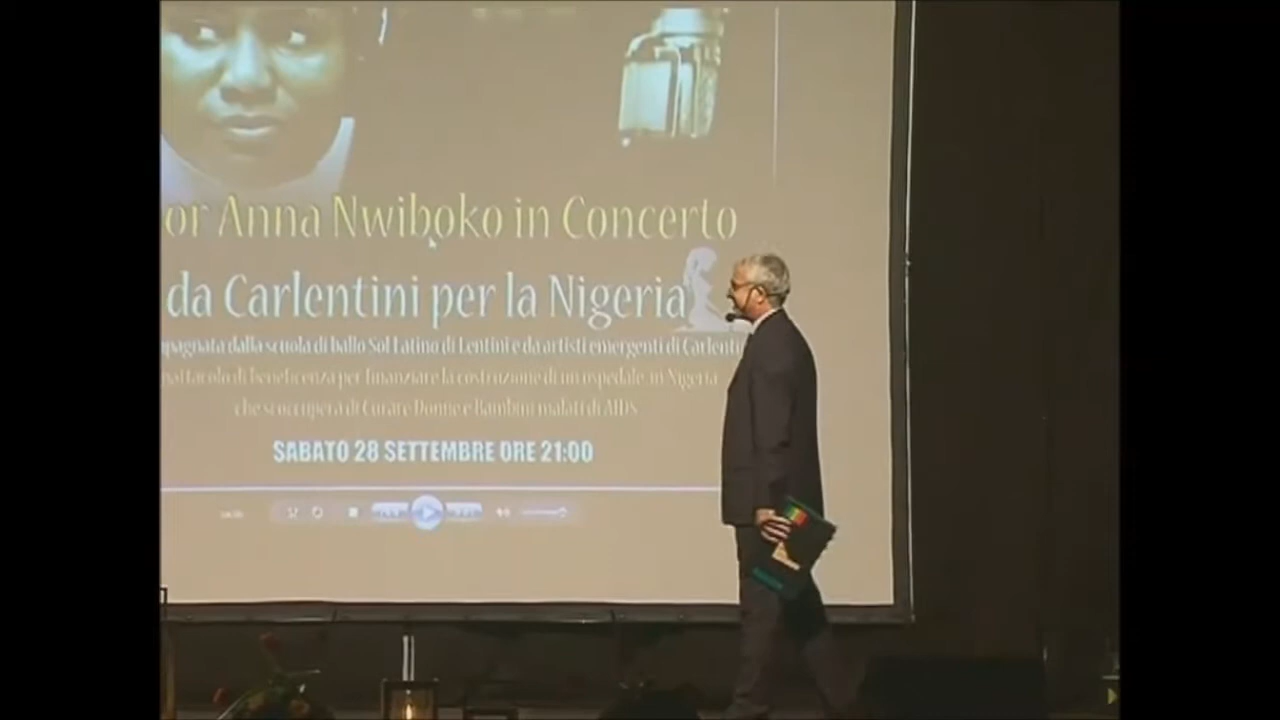 or Anna Nwiboko in Concerto
da Carlentini per la Nigeria
pagnata dalla scuola di ballo Sol Latino di Lentini e da artisti emergenti di Carlenti
ttacolo di beneficenza per finanziare la costruzione di un ospedale in Nigeria
che si occuperà di Curare Donne e Bambini malati di AIDS
SABATO 28 SETTEMBRE ORE 21:00